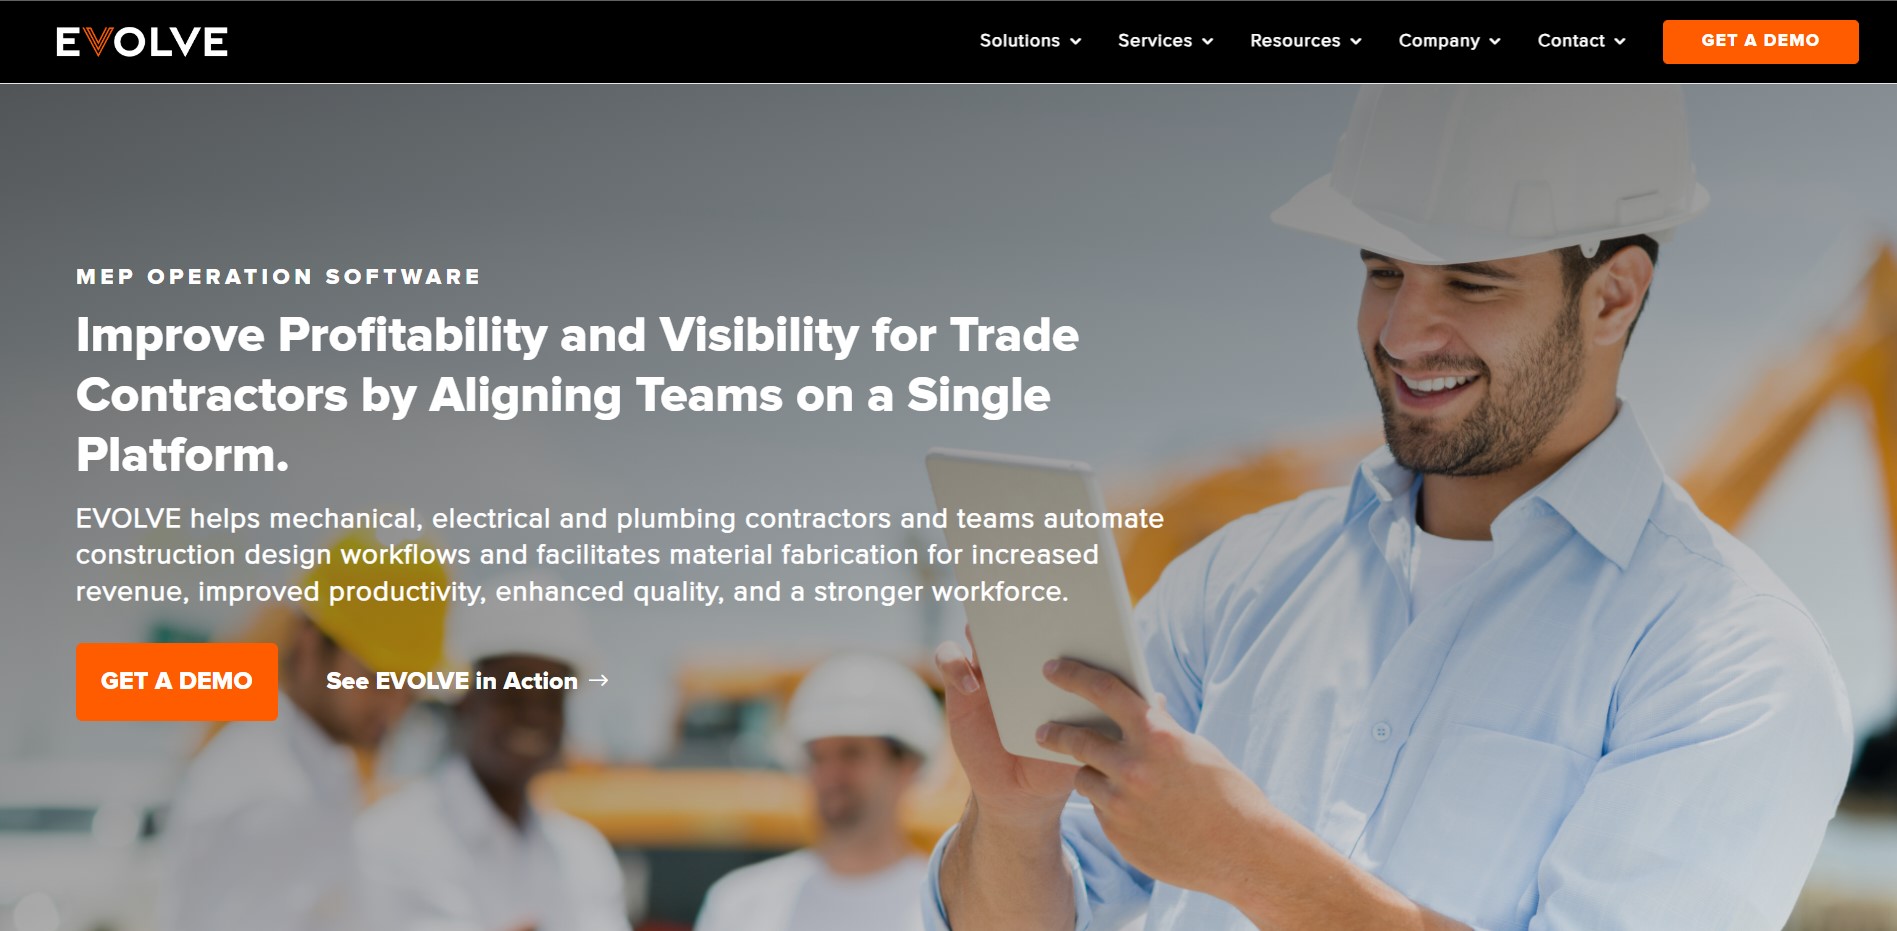 EVOLVE
Solutions
Services
Resources
Company
Contact
GET A DEMO
MEP OPERATION SOFTWARE
Improve Profitability and Visibility for Trade
Contractors by Aligning Teams on a Single
Platform.
EVOLVE helps mechanical, electrical and plumbing contractors and teams automate
construction design workflows and facilitates material fabrication for increased
revenue, improved productivity, enhanced quality, and a stronger workforce.
GET A DEMO
See EVOLVE in Action →